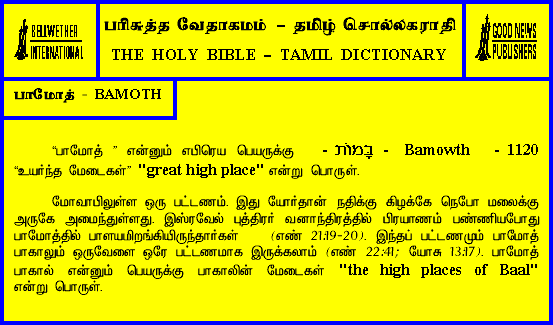 BELLWETHER
INTERNATIONAL
பரிசுத்த வேதாகமம் – தமிழ் சொல்லகராதி
THE HOLY BIBLE – TAMIL DICTIONARY
GOOD NEWS
PUBLISHERS
பாமோத் - BAMOTH
“பாமோத் ” என்னும் எபிரெய பெயருக்கு - בָּמוֹת - Bamowth - 1120
“உயர்ந்த மேடைகள்” "great high place" என்று பொருள்.
மோவாபிலுள்ள ஒரு பட்டணம். இது யோர்தான் நதிக்கு கிழக்கே நெபோ மலைக்கு
அருகே அமைந்துள்ளது. இஸ்ரவேல் புத்திரர் வனாந்திரத்தில் பிரயாணம் பண்ணியபோது
பாமோத்தில் பாளயமிறங்கியிருந்தார்கள் (எண் 21:19-20). இந்தப் பட்டணமும் பாமோத்
பாகாலும் ஒருவேளை ஒரே பட்டணமாக இருக்கலாம் (எண் 22:41; யோசு 13:17). பாமோத்
பாகால் என்னும் பெயருக்கு பாகாலின் மேடைகள் "the high places of Baal"
என்று பொருள்.